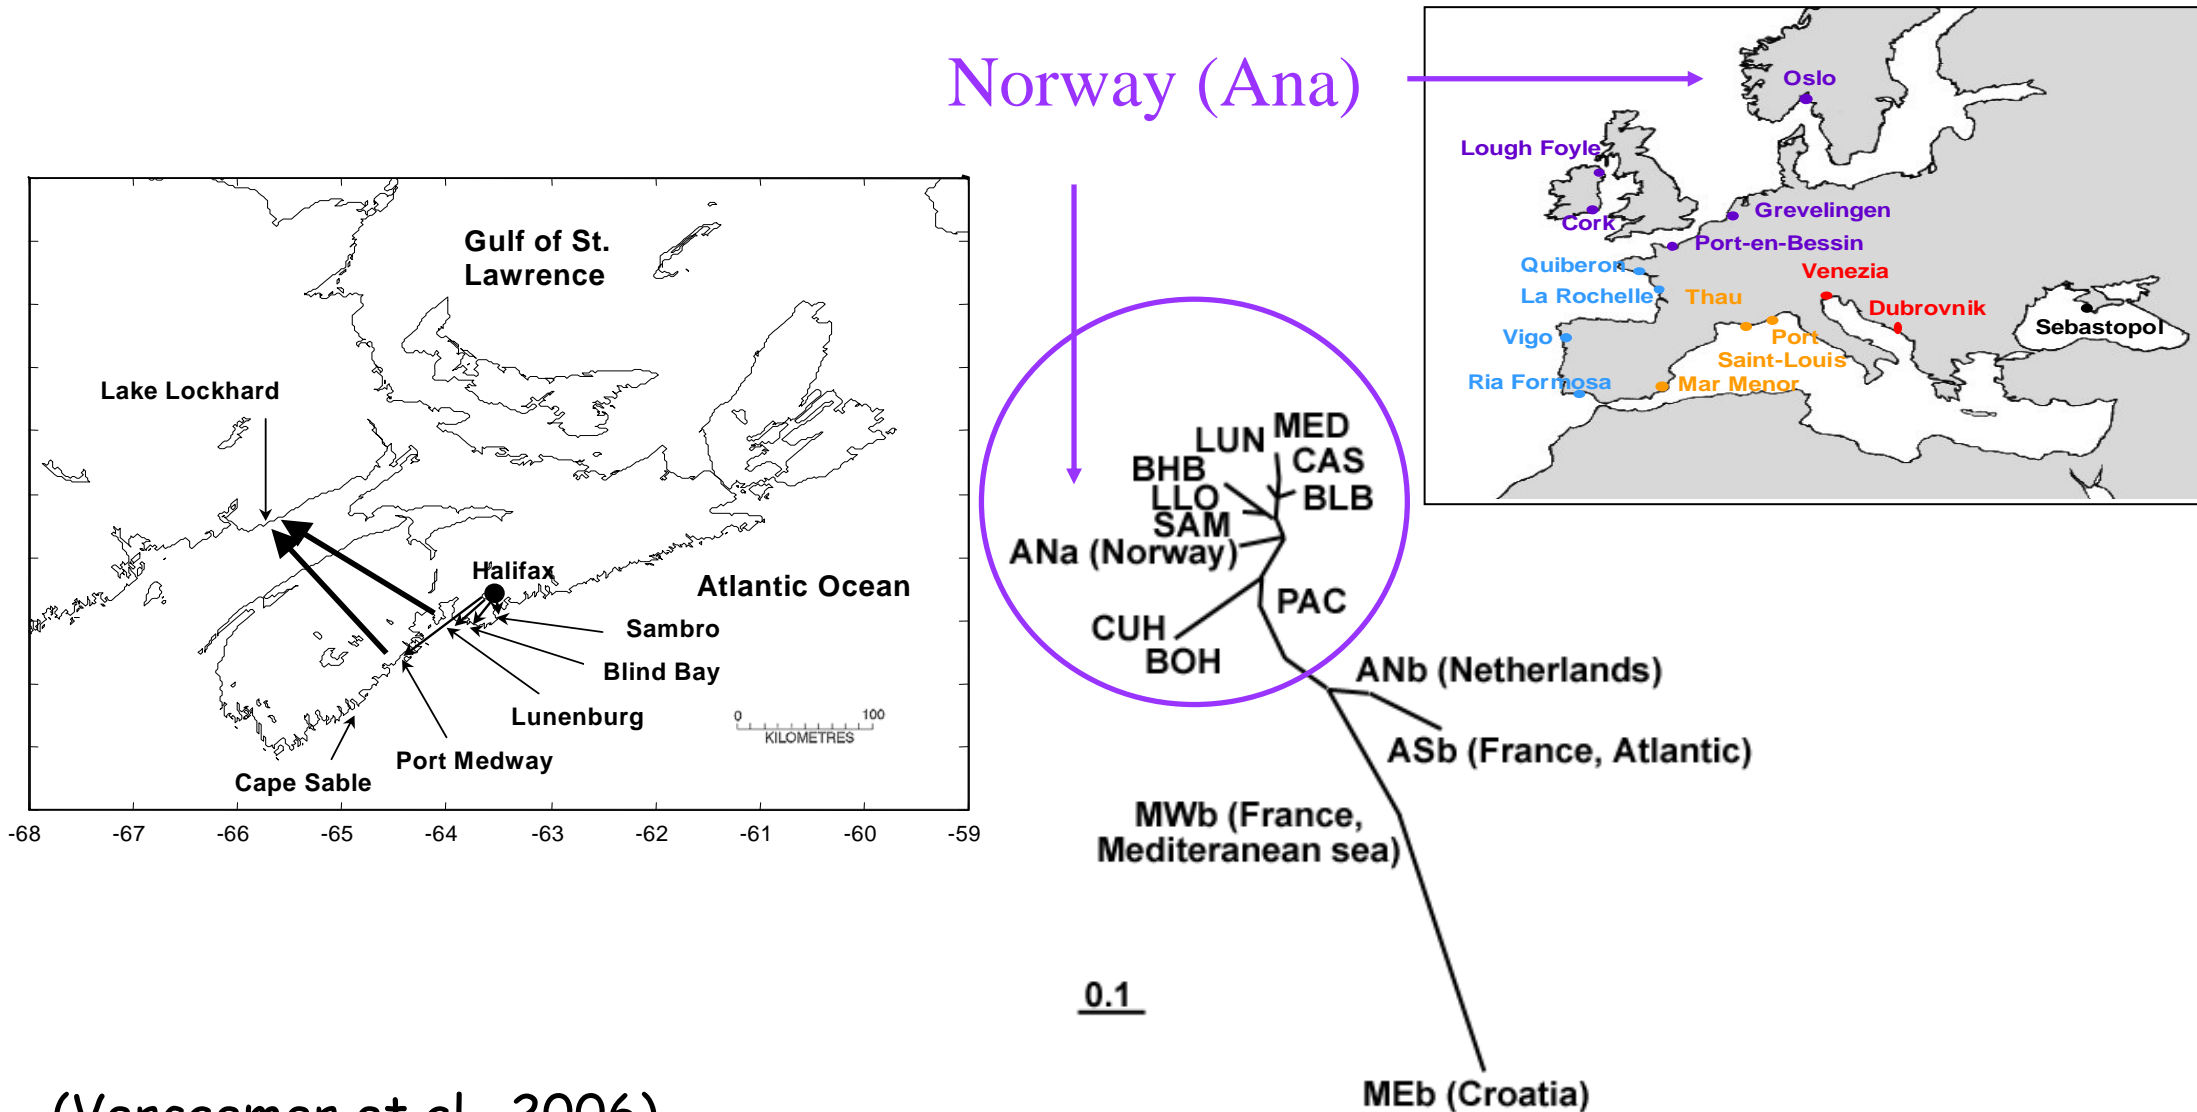 Norway (Ana)
Gulf of St.
Lawrence
Lake Lockhard
Halifax
Atlantic Ocean
Sambro
Blind Bay
Lunenburg
Port Medway
Cape Sable
0 100
KILOMETRES
-68 -67 -66 -65 -64 -63 -62 -61 -60 -59
Oslo
Lough Foyle
Cork
Grevelingen
Port-en-Bessin
Quiberon
La Rochelle
Vigo
Ria Formosa
Thau
Port
Saint-Louis
Mar Menor
Venezia
Dubrovnik
Sebastopol
LUN MED
BHB CAS
LLO BLB
SAM
ANa (Norway)
PAC
CUH
BOH
ANb (Netherlands)
ASb (France, Atlantic)
MWb (France,
Mediteranean sea)
0.1
MEb (Croatia)
et al., 2006)